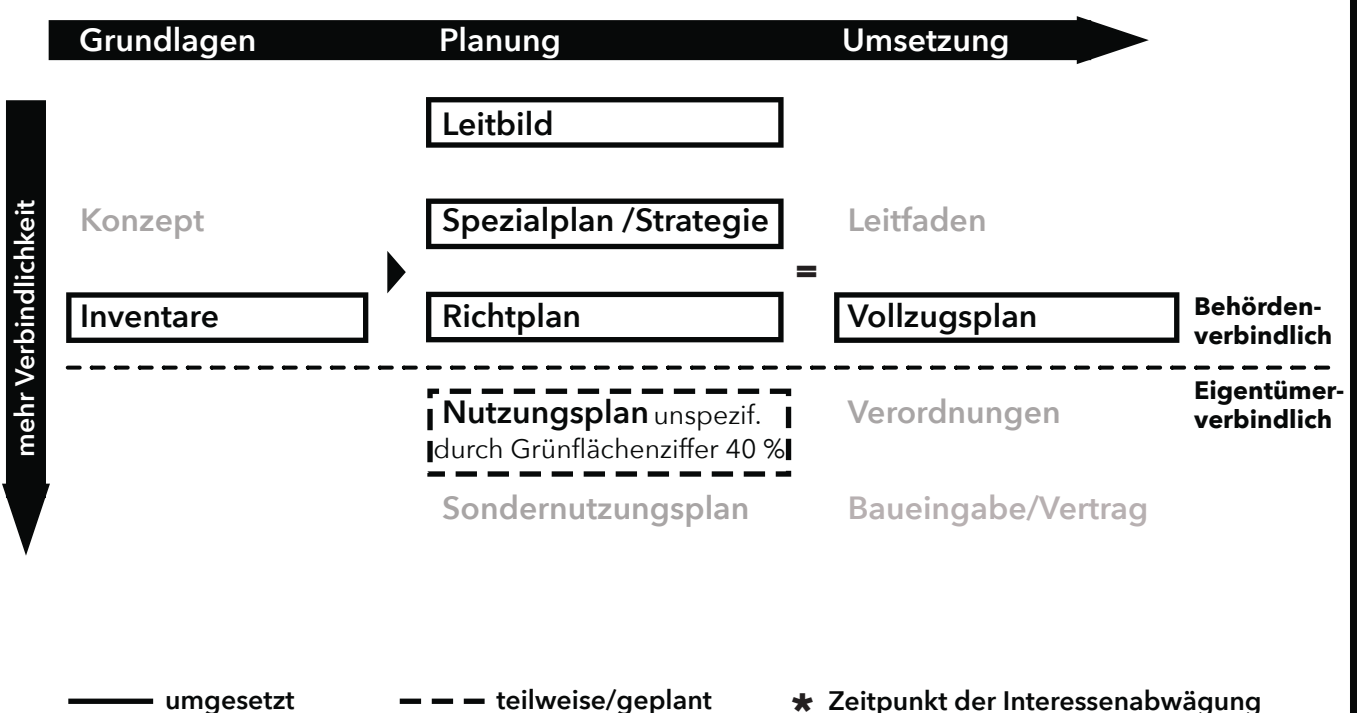 Grundlagen Planung Umsetzung
mehr Verbindlichkeit
Leitbild
Konzept Spezialplan /Strategie Leitfaden
=
Inventare Richtplan Vollzugsplan
Behörden-
verbindlich
Eigentümer-
verbindlich
Nutzungsplan unspezif.
durch Grünflächenziffer 40 %
Verordnungen
Sondernutzungsplan Baueingabe/Vertrag
umgesetzt teilweise/geplant * Zeitpunkt der Interessenabwägung